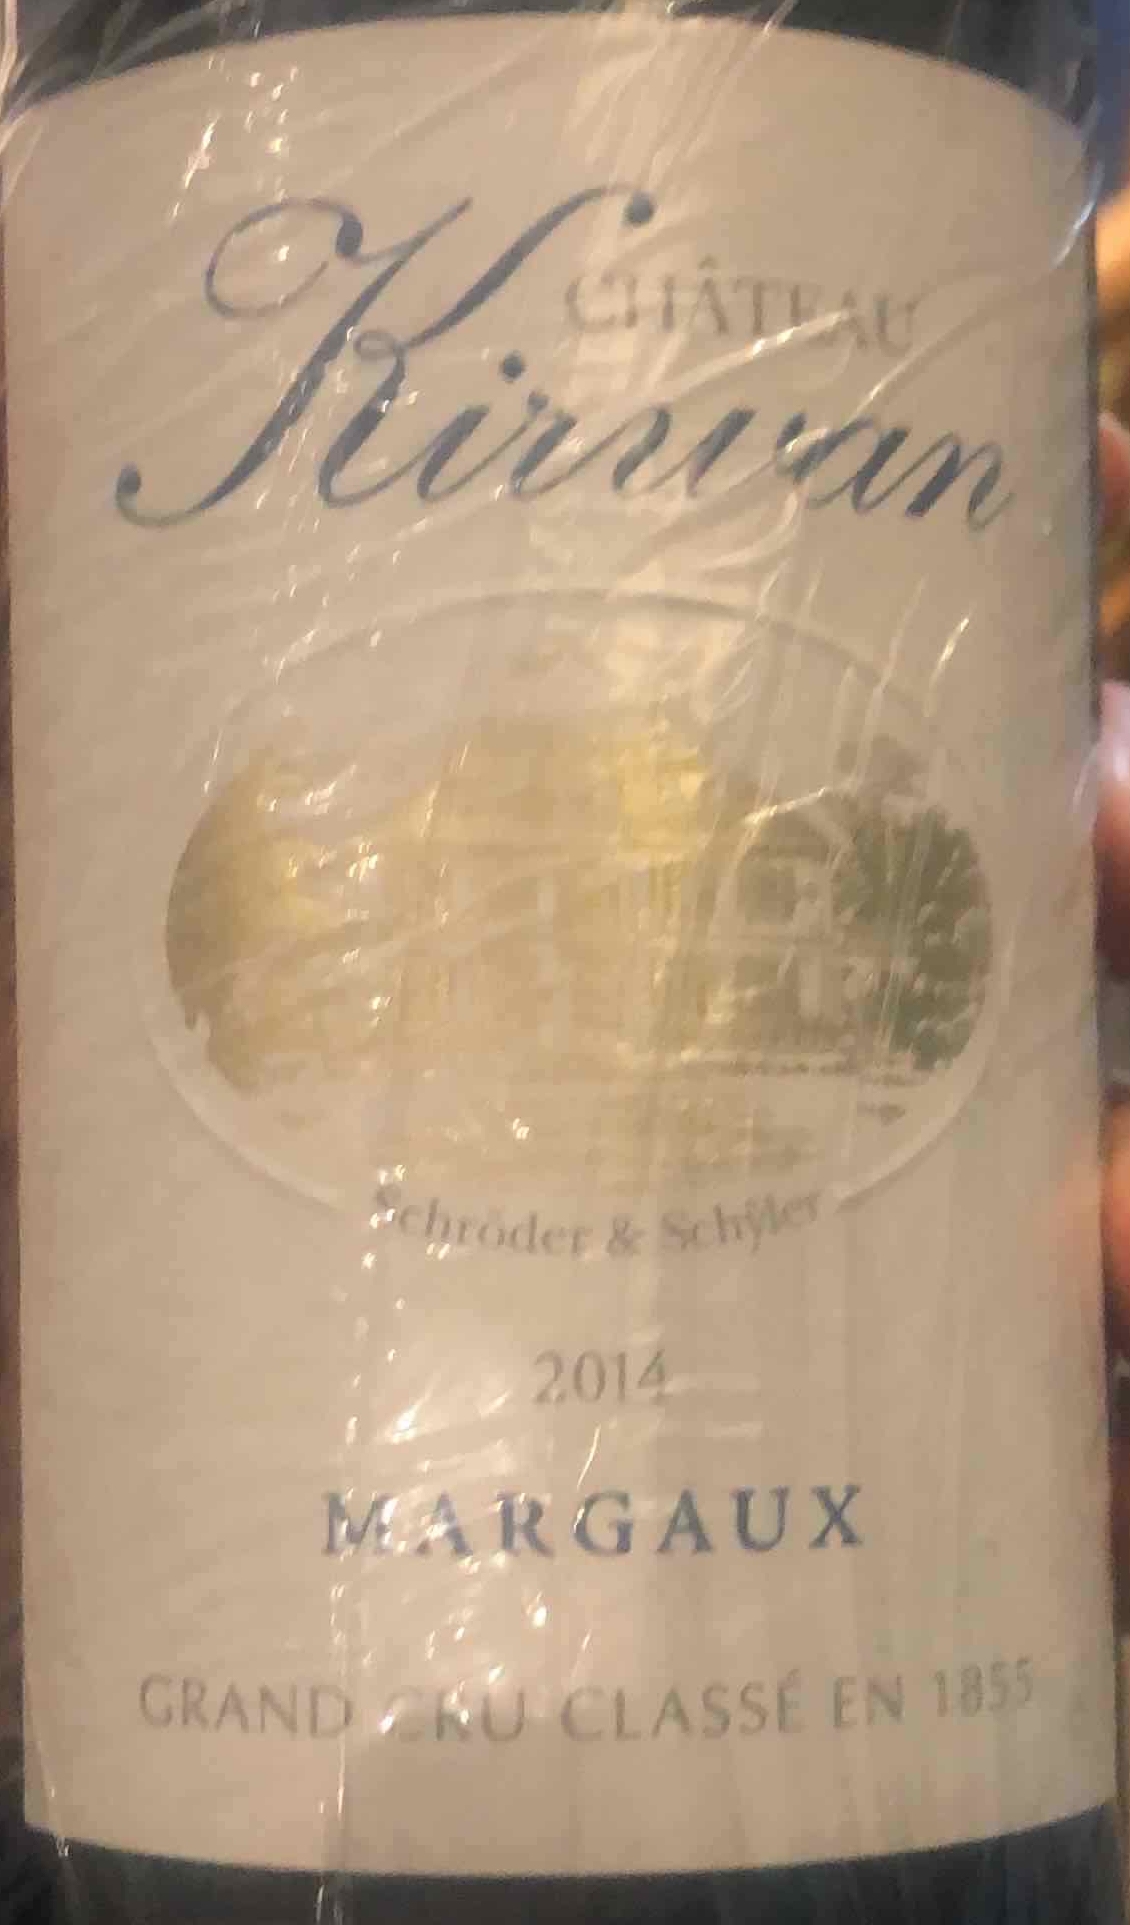 CHÂTEAU
Kirwan
Schröder & Schÿler
2014
MARGAUX
GRAND CRU CLASSÉ EN 1855